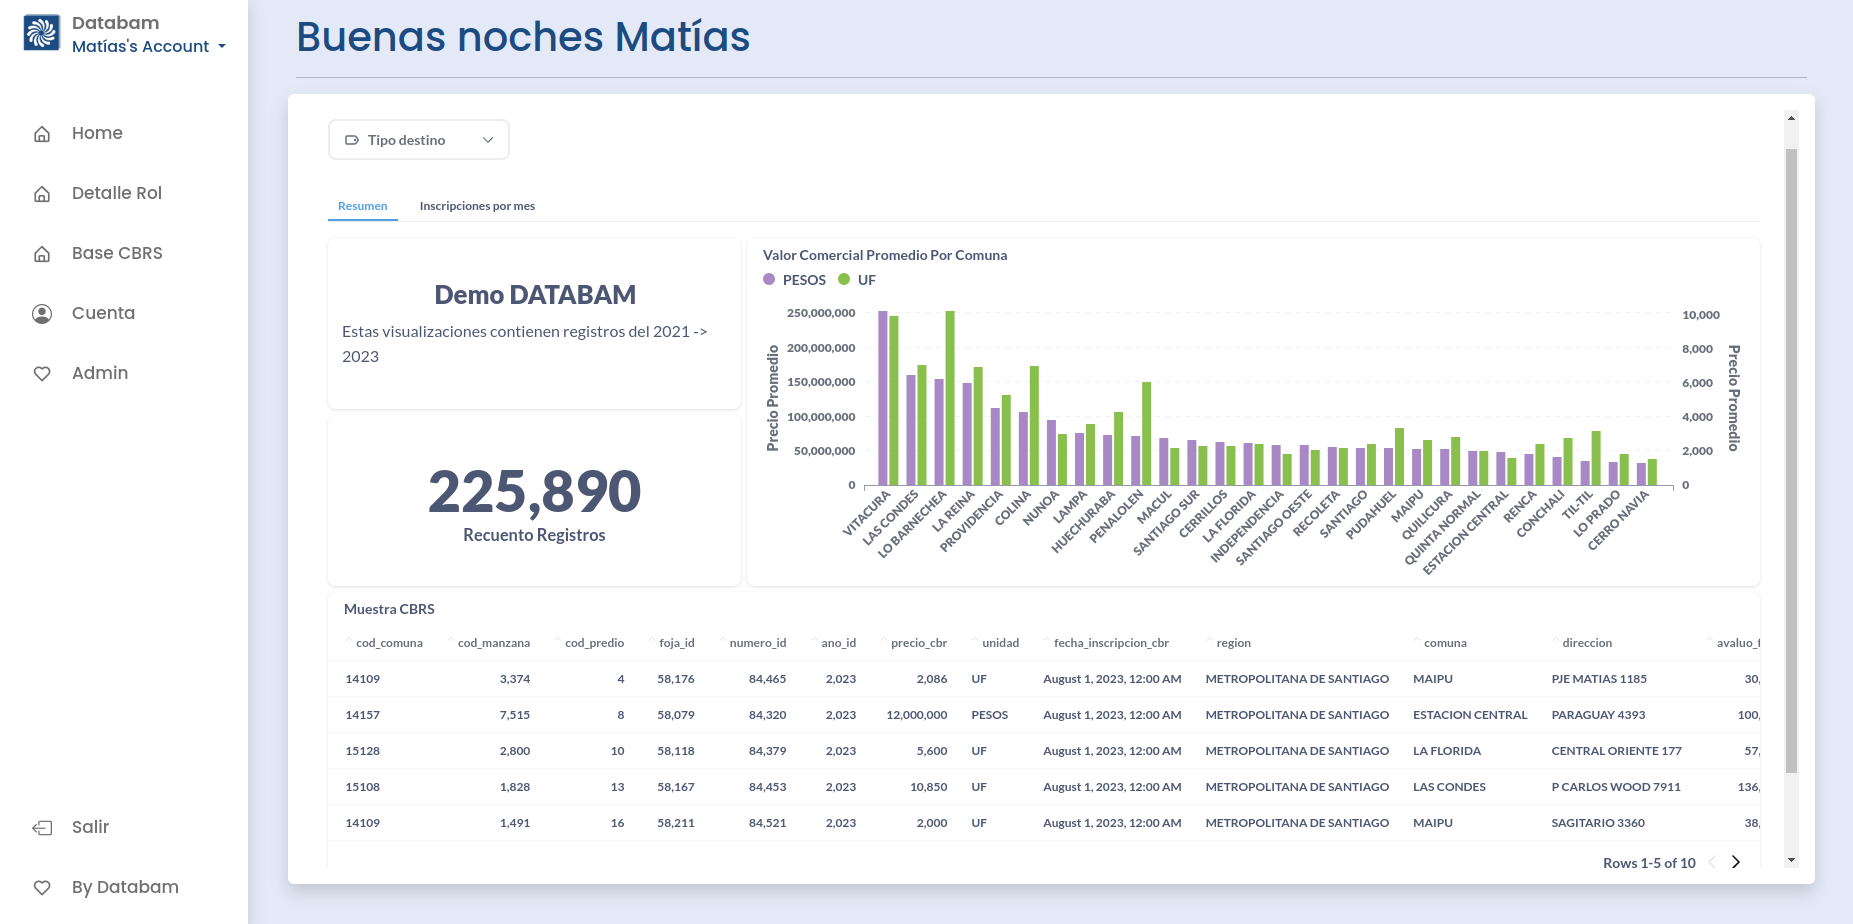 Databam
Matías's Account
Home
Detalle Rol
Base CBRS
Cuenta
Admin
Salir
By Databam
Buenas noches Matías
Tipo destino
Resumen Inscripciones por mes
Demo DATABAM
Estas visualizaciones contienen registros del 2021 ->
2023
225,890
Recuento Registros
Valor Comercial Promedio Por Comuna
PESOS UF
Precio Promedio
250,000,000
200,000,000
150,000,000
100,000,000
50,000,000
0
10,000
8,000
6,000
4,000
2,000
0
Precio Promedio
VITACURA
LAS CONDES
LO BARNECHEA
LA REINA
PROVIDENCIA
COLINA
NUNOA
LAMPA
HUECHURABA
PENALOLEN
MACUL
SANTIAGO SUR
CERRILLOS
LA FLORIDA
INDEPENDENCIA
SANTIAGO OESTE
RECOLETA
SANTIAGO
PUDAHUEL
MAIPU
QUILICURA
QUINTA NORMAL
ESTACION CENTRAL
RENCA
CONCHALI
TIL-TIL
LO PRADO
CERRO NAVIA
Muestra CBRS
cod_comuna cod_manzana cod_predio foja_id numero_id ano_id precio_cbr unidad fecha_inscripcion_cbr region comuna direccion avaluo_f
14109 3,374 4 58,176 84,465 2,023 2,086 UF August 1, 2023, 12:00 AM METROPOLITANA DE SANTIAGO MAIPU PJE MATIAS 1185 30,
14157 7,515 8 58,079 84,320 2,023 12,000,000 PESOS August 1, 2023, 12:00 AM METROPOLITANA DE SANTIAGO ESTACION CENTRAL PARAGUAY 4393 100,
15128 2,800 10 58,118 84,379 2,023 5,600 UF August 1, 2023, 12:00 AM METROPOLITANA DE SANTIAGO LA FLORIDA CENTRAL ORIENTE 177 57,
15108 1,828 13 58,167 84,453 2,023 10,850 UF August 1, 2023, 12:00 AM METROPOLITANA DE SANTIAGO LAS CONDES P CARLOS WOOD 7911 136,
14109 1,491 16 58,211 84,521 2,023 2,000 UF August 1, 2023, 12:00 AM METROPOLITANA DE SANTIAGO MAIPU SAGITARIO 3360 38,
Rows 1-5 of 10